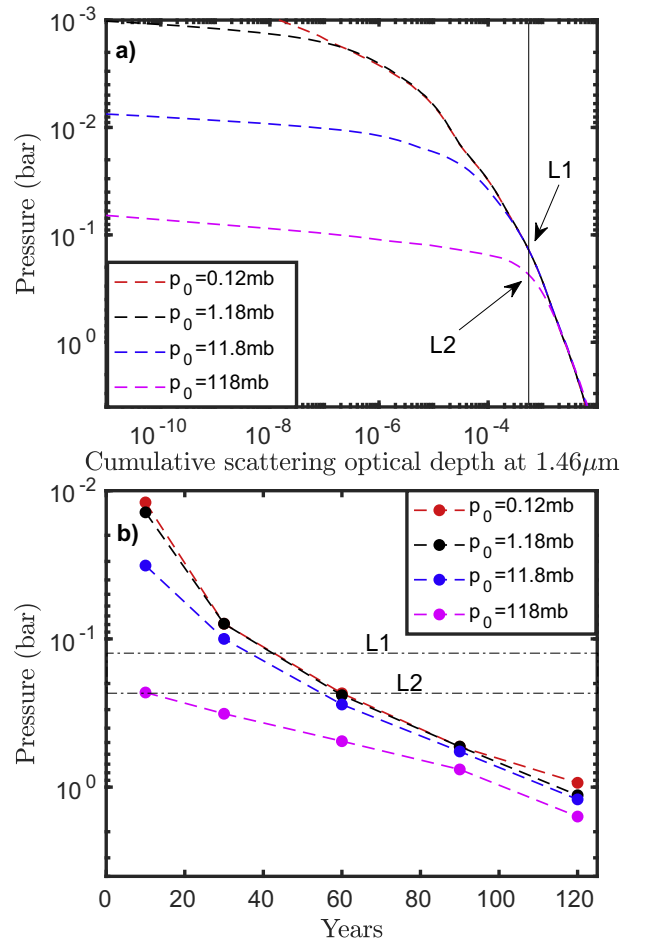 10^-3
a)
10^-2
10^-1
10^0
Pressure (bar)
L1
L2
p_0=0.12mb
p_0=1.18mb
p_0=11.8mb
p_0=118mb
10^-10
10^-8
10^-6
10^-4
Cumulative scattering optical depth at 1.46μm
10^-2
b)
10^-1
10^0
Pressure (bar)
p_0=0.12mb
p_0=1.18mb
p_0=11.8mb
p_0=118mb
L1
L2
0
20
40
60
80
100
120
Years